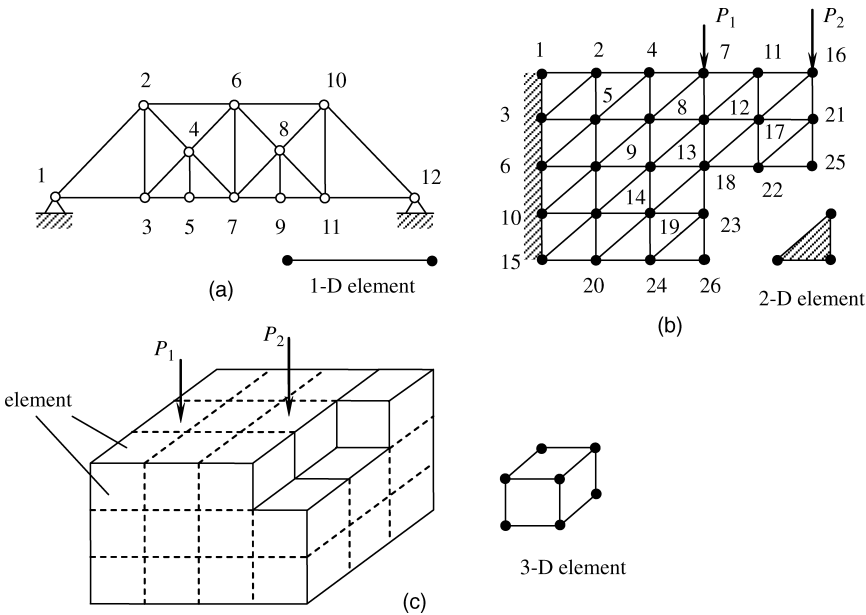 2 6 10
4 8
1 12
3 5 7 9 11
(a)
1-D element
P1 P2
1 2 4 7 11 16
3 5 8 12 21
17
6 9 13 18 22 25
10 14 19 23
15 20 24 26
(b)
2-D element
P1 P2
element
(c)
3-D element